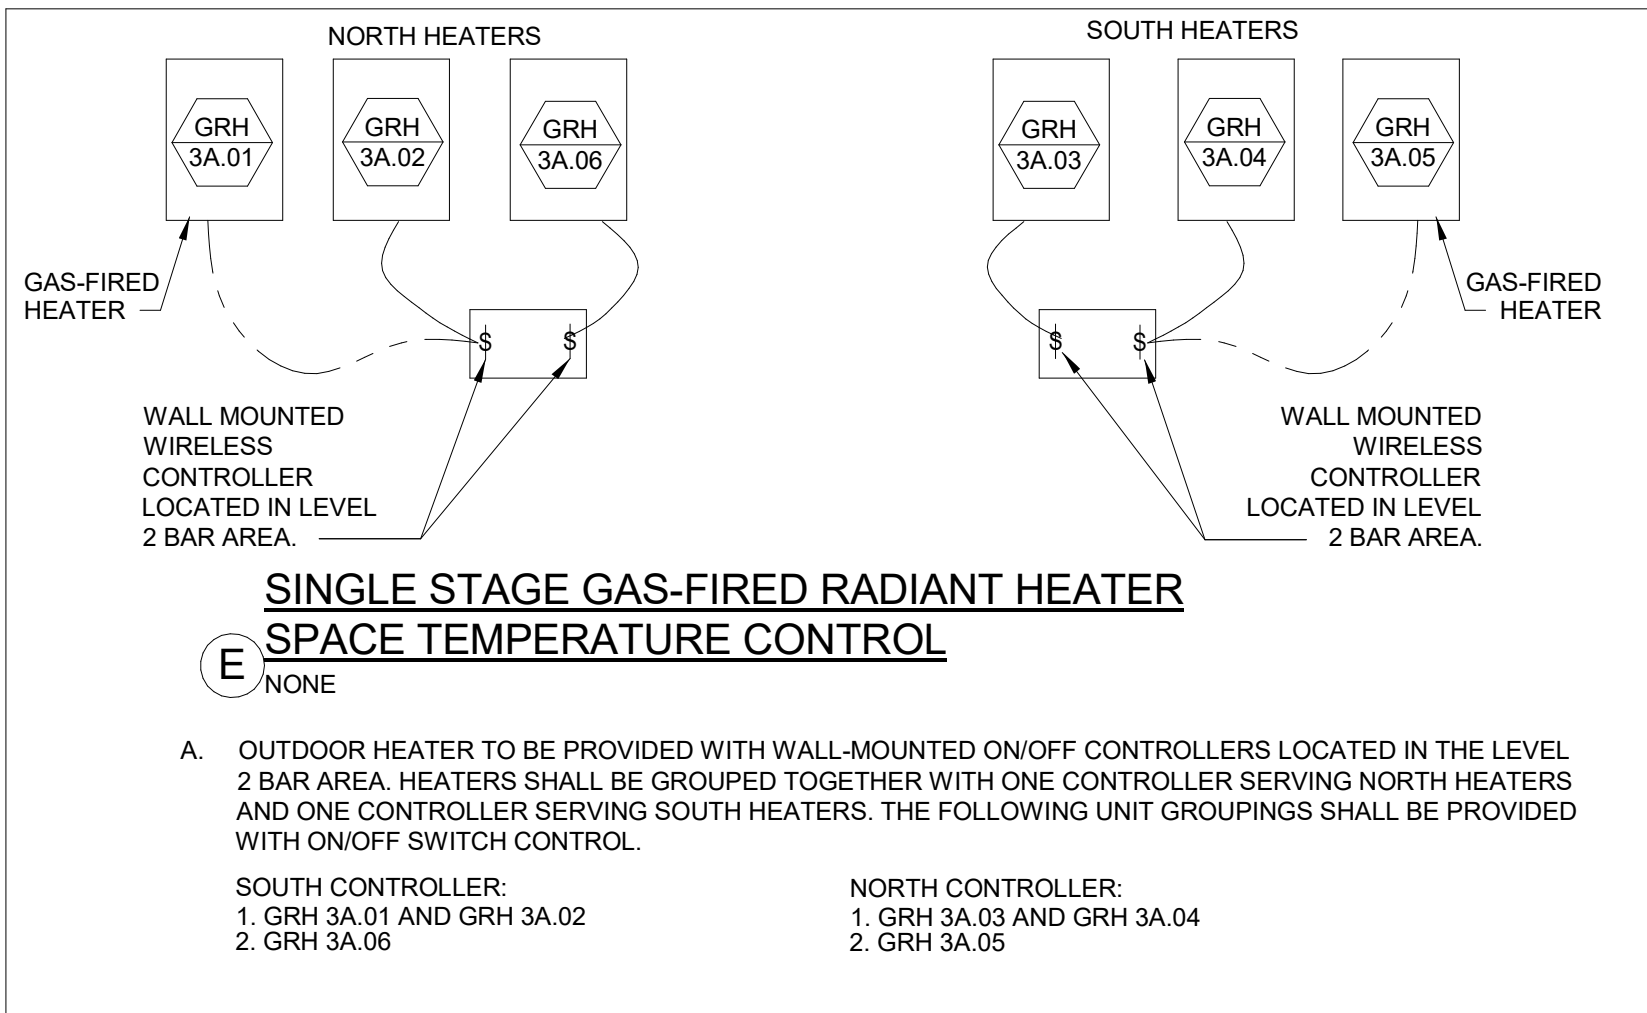 NORTH HEATERS
SOUTH HEATERS
GRH
3A.01
GRH
3A.02
GRH
3A.06
GRH
3A.03
GRH
3A.04
GRH
3A.05
GAS-FIRED
HEATER
GAS-FIRED
HEATER
$
$
$
$
WALL MOUNTED
WIRELESS
CONTROLLER
LOCATED IN LEVEL
2 BAR AREA.
WALL MOUNTED
WIRELESS
CONTROLLER
LOCATED IN LEVEL
2 BAR AREA.
SINGLE STAGE GAS-FIRED RADIANT HEATER
SPACE TEMPERATURE CONTROL
E
NONE
A. OUTDOOR HEATER TO BE PROVIDED WITH WALL-MOUNTED ON/OFF CONTROLLERS LOCATED IN THE LEVEL
2 BAR AREA. HEATERS SHALL BE GROUPED TOGETHER WITH ONE CONTROLLER SERVING NORTH HEATERS
AND ONE CONTROLLER SERVING SOUTH HEATERS. THE FOLLOWING UNIT GROUPINGS SHALL BE PROVIDED
WITH ON/OFF SWITCH CONTROL.
SOUTH CONTROLLER:
1. GRH 3A.01 AND GRH 3A.02
2. GRH 3A.06
NORTH CONTROLLER:
1. GRH 3A.03 AND GRH 3A.04
2. GRH 3A.05